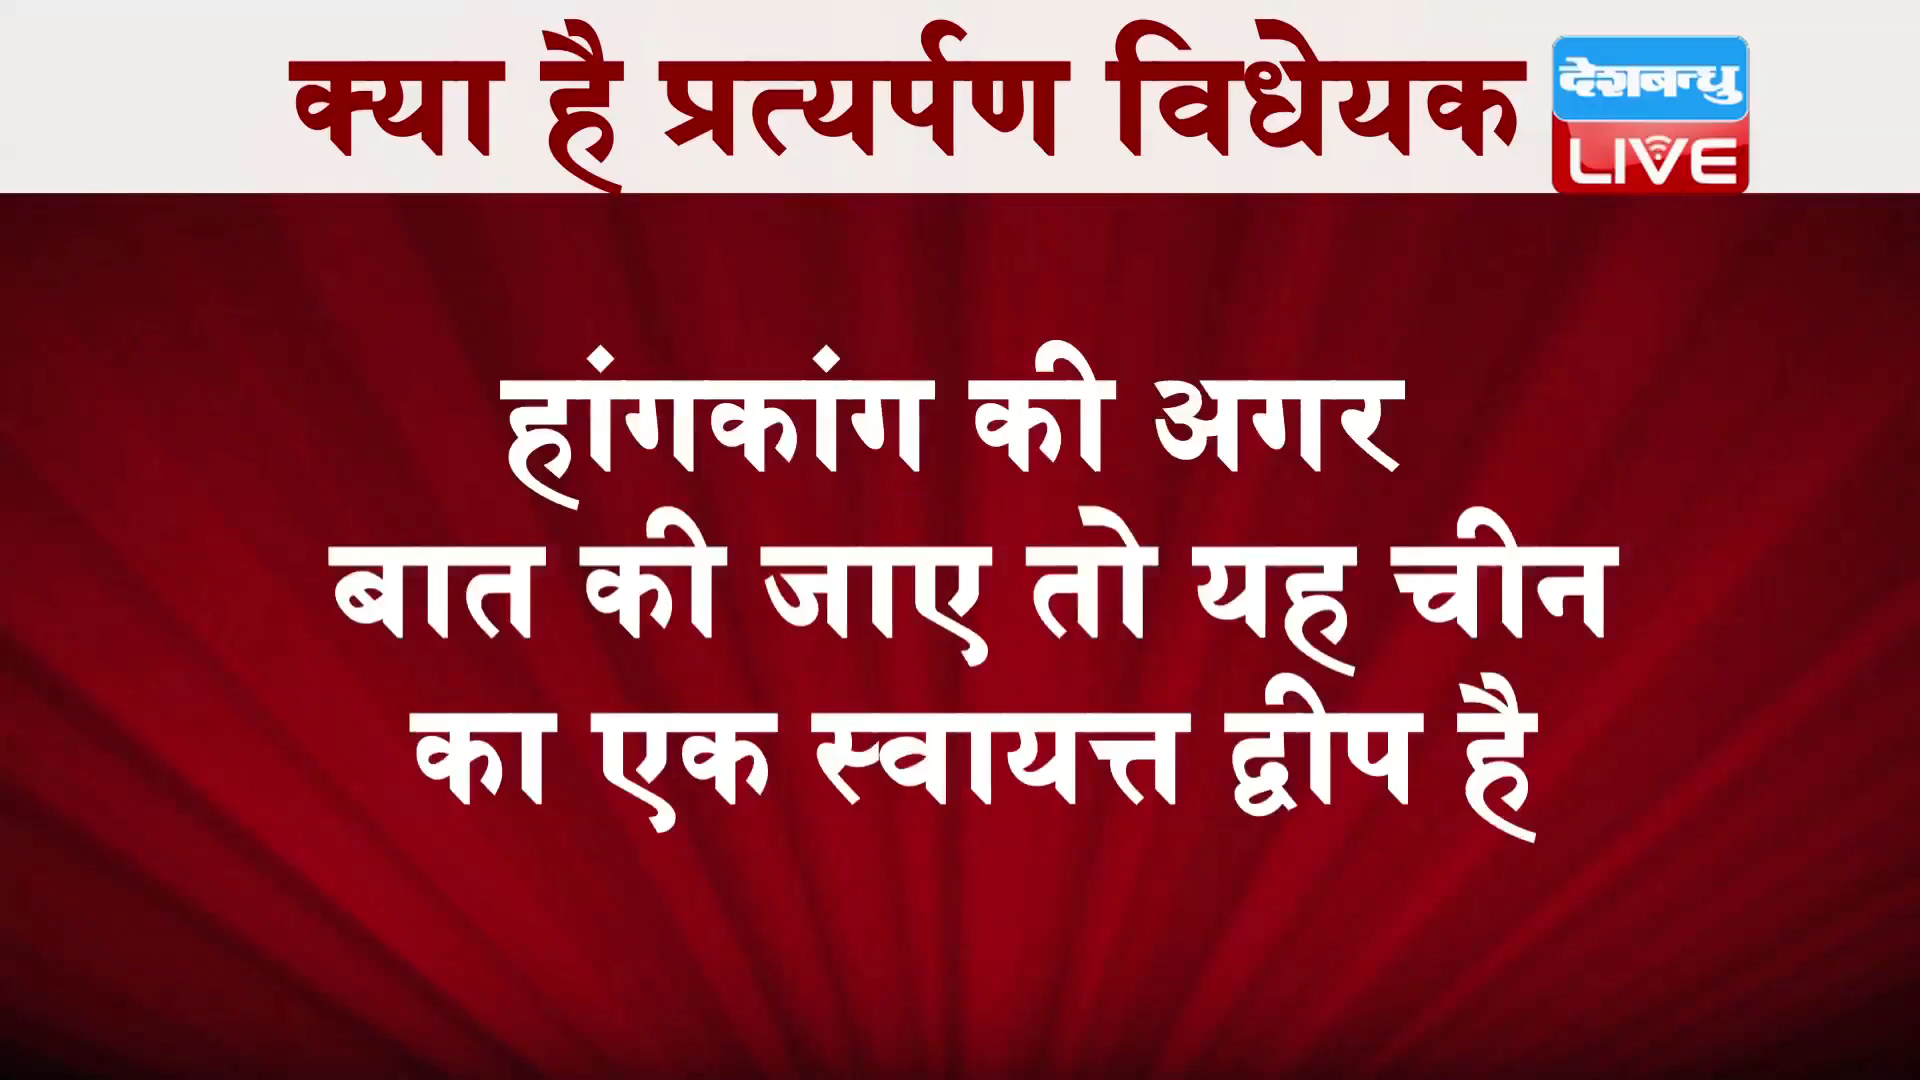 क्या है प्रत्यर्पण विधेयक
देशबन्धु
LIVE
हांगकांग की अगर
बात की जाए तो यह चीन
का एक स्वायत्त द्वीप है